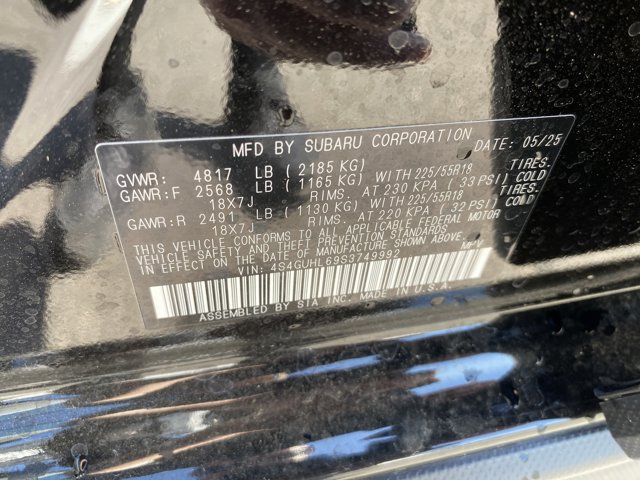 MFD BY SUBARU CORPORATION DATE: 05/25
GVWR: 4817 LB ( 2185 KG)
GAWR:F 2568 LB ( 1165 KG) WITH 225/55R18 TIRES,
18X7J RIMS, AT 230 KPA ( 33 PSI) COLD
GAWR:R 2491 LB ( 1130 KG) WITH 225/55R18 TIRES,
18X7J RIMS, AT 220 KPA ( 32 PSI) COLD
THIS VEHICLE CONFORMS TO ALL APPLICABLE FEDERAL MOTOR
VEHICLE SAFETY AND THEFT PREVENTION STANDARDS
IN EFFECT ON THE DATE OF MANUFACTURE SHOWN ABOVE.
VIN: 4S4GUHL69S3749992 MPV
ASSEMBLED BY SIA, INC. MADE IN U.S.A.